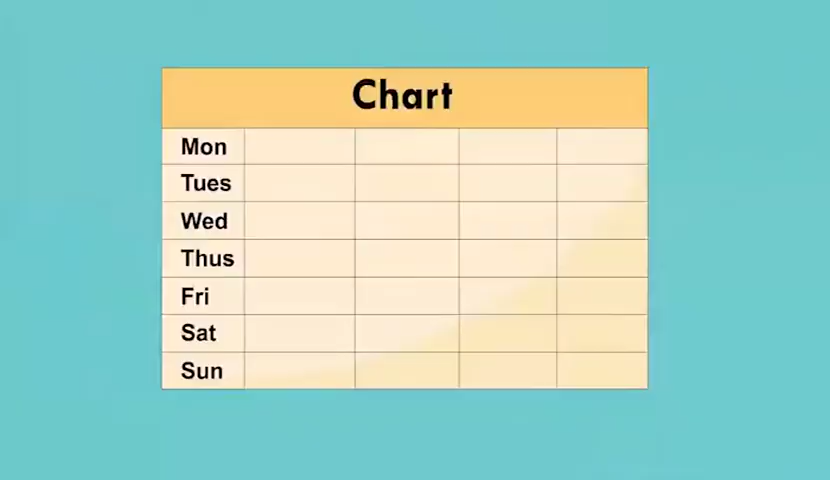 Chart
Mon
Tues
Wed
Thus
Fri
Sat
Sun